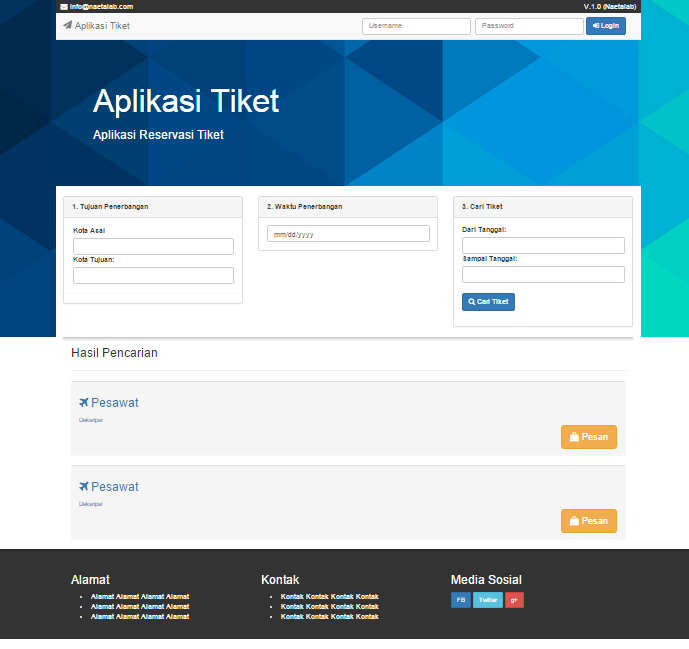 info@naetalab.com
V.1.0 (Naetalab)
Aplikasi Tiket
Username
Password
Login
Aplikasi Tiket
Aplikasi Reservasi Tiket
1. Tujuan Penerbangan
Kota Asal
Kota Tujuan:
2. Waktu Penerbangan
mm/dd/yyyy
3. Cari Tiket
Dari Tanggal:
Sampai Tanggal:
Cari Tiket
Hasil Pencarian
Pesawat
Deksripsi
Pesan
Pesawat
Deksripsi
Pesan
Alamat
Alamat Alamat Alamat Alamat
Alamat Alamat Alamat Alamat
Alamat Alamat Alamat Alamat
Kontak
Kontak Kontak Kontak Kontak
Kontak Kontak Kontak Kontak
Kontak Kontak Kontak Kontak
Media Sosial
FB
Twitter
g+